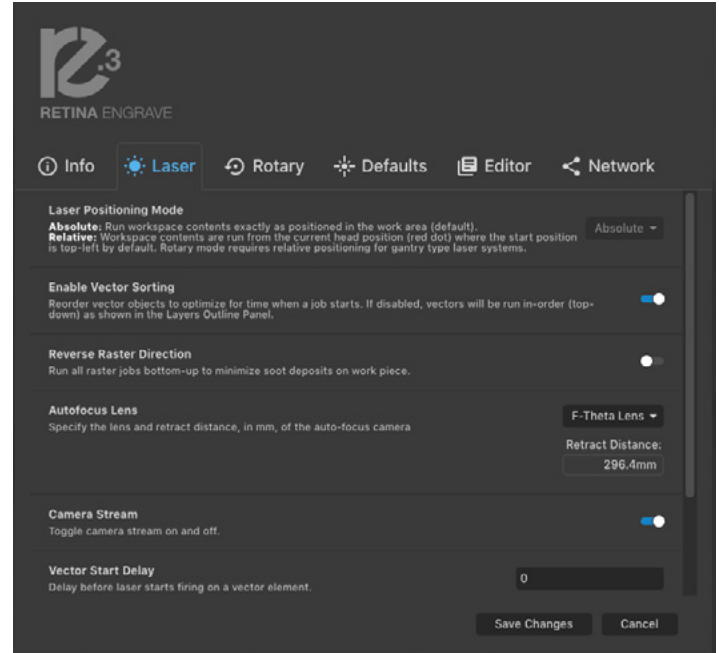 re.3
RETINA ENGRAVE
Info Laser Rotary Defaults Editor Network
Laser Positioning Mode
Absolute: Run workspace contents exactly as positioned in the work area (default).
Relative: Workspace contents are run from the current head position (red dot) where the start position
is top-left by default. Rotary mode requires relative positioning for gantry type laser systems.
Absolute
Enable Vector Sorting
Reorder vector objects to optimize for time when a job starts. If disabled, vectors will be run in-order (top-
down) as shown in the Layers Outline Panel.
Reverse Raster Direction
Run all raster jobs bottom-up to minimize soot deposits on work piece.
Autofocus Lens
Specify the lens and retract distance, in mm, of the auto-focus camera
F-Theta Lens
Retract Distance:
296.4mm
Camera Stream
Toggle camera stream on and off.
Vector Start Delay
Delay before laser starts firing on a vector element.
0
Save Changes Cancel